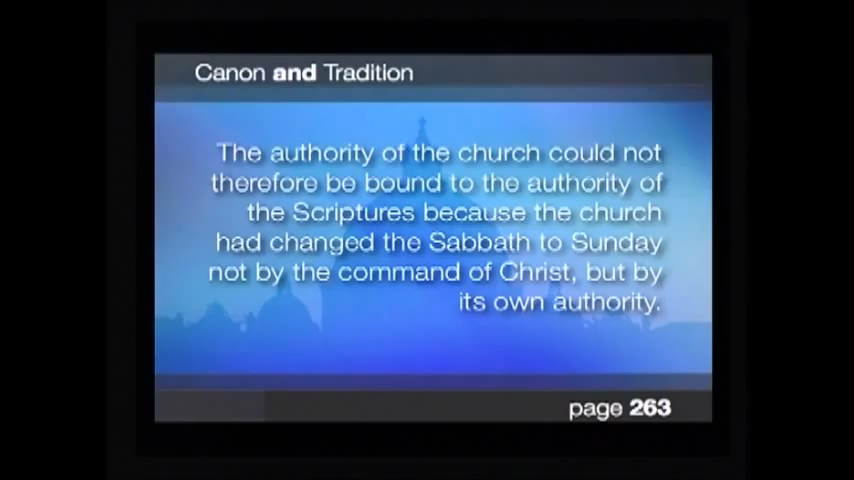 Canon and Tradition
The authority of the church could not
therefore be bound to the authority of
the Scriptures because the church
had changed the Sabbath to Sunday
not by the command of Christ, but by
its own authority.
page 263